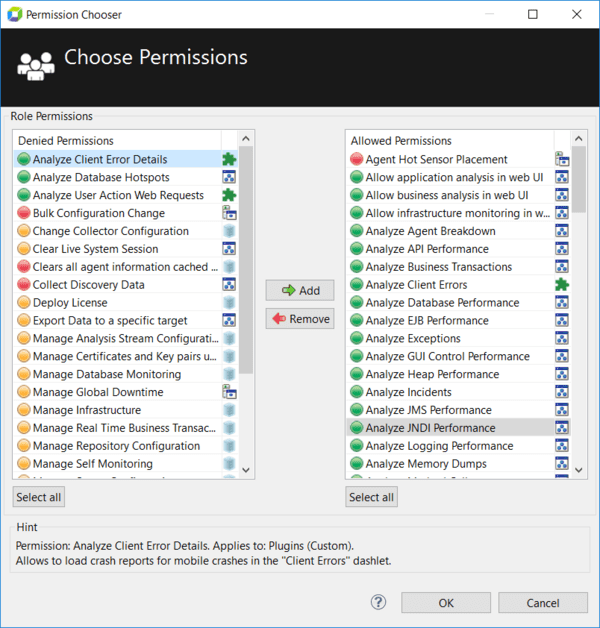 Permission Chooser
Choose Permissions
Role Permissions
Denied Permissions
Analyze Client Error Details
Analyze Database Hotspots
Analyze User Action Web Requests
Bulk Configuration Change
Change Collector Configuration
Clear Live System Session
Clears all agent information cached ...
Collect Discovery Data
Deploy License
Export Data to a specific target
Manage Analysis Stream Configurati...
Manage Certificates and Key pairs u...
Manage Database Monitoring
Manage Global Downtime
Manage Infrastructure
Manage Real Time Business Transac...
Manage Repository Configuration
Manage Self Monitoring
Select all
Add
Remove
Allowed Permissions
Agent Hot Sensor Placement
Allow application analysis in web UI
Allow business analysis in web UI
Allow infrastructure monitoring in w...
Analyze Agent Breakdown
Analyze API Performance
Analyze Business Transactions
Analyze Client Errors
Analyze Database Performance
Analyze EJB Performance
Analyze Exceptions
Analyze GUI Control Performance
Analyze Heap Performance
Analyze Incidents
Analyze JMS Performance
Analyze JNDI Performance
Analyze Logging Performance
Analyze Memory Dumps
Select all
Hint
Permission: Analyze Client Error Details. Applies to: Plugins (Custom).
Allows to load crash reports for mobile crashes in the "Client Errors" dashlet.
?
OK
Cancel